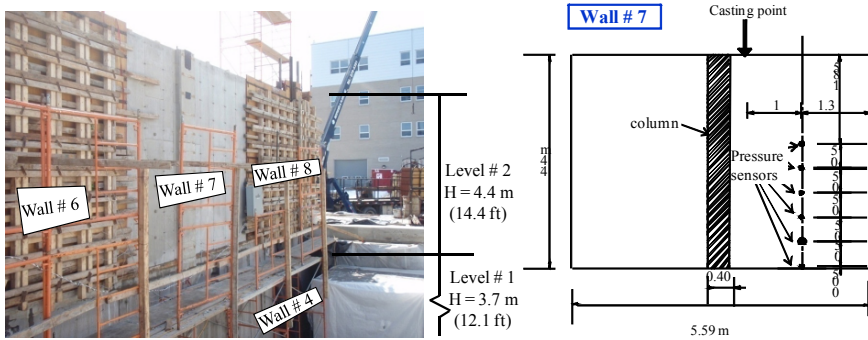 Wall # 7
Casting point
column
Pressure
sensors
1
1.3
0.40
5.59 m
Wall # 6
Wall # 7
Wall # 8
Wall # 4
Level # 2
H = 4.4 m
(14.4 ft)
Level # 1
H = 3.7 m
(12.1 ft)